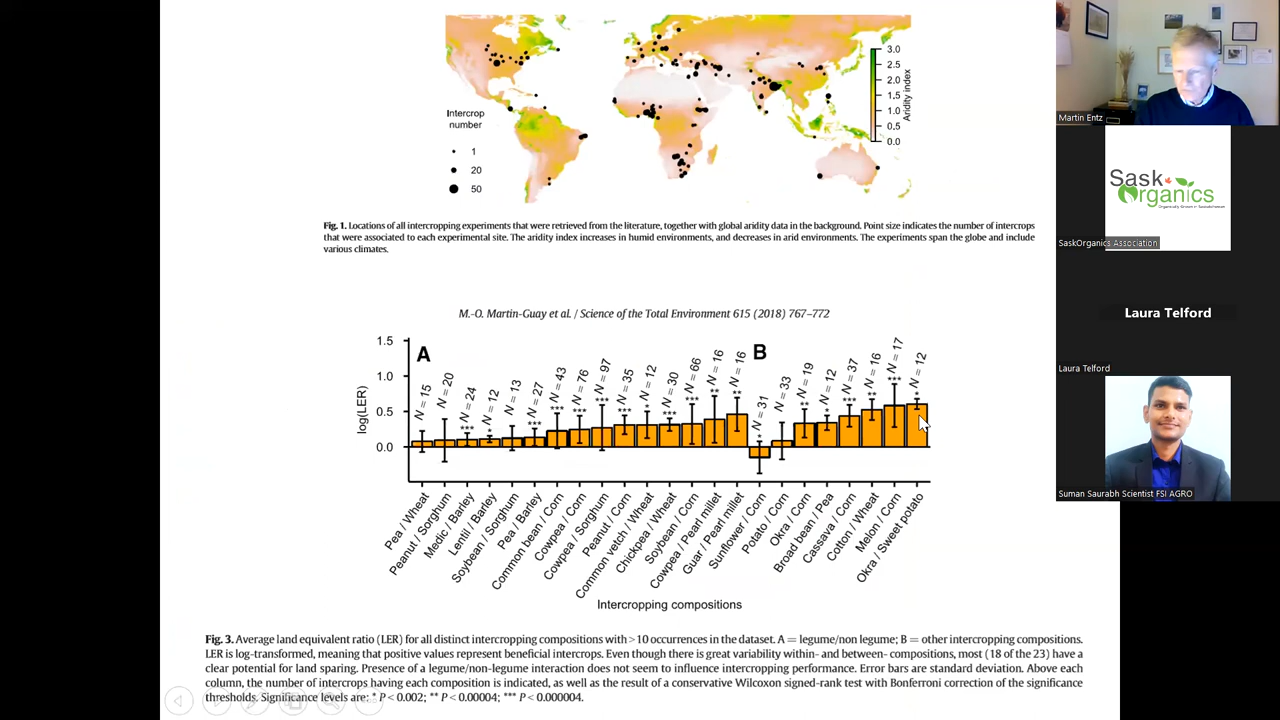 Intercrop
number
1
20
50
3.0
2.5
2.0
1.5
1.0
0.5
0.0
Aridity index
Fig. 1. Locations of all intercropping experiments that were retrieved from the literature, together with global aridity data in the background. Point size indicates the number of intercrops
that were associated to each experimental site. The aridity index increases in humid environments, and decreases in arid environments. The experiments span the globe and include
various climates.
M.-O. Martin-Guay et al. / Science of the Total Environment 615 (2018) 767–772
log(LER)
1.5
1.0
0.5
0.0
A
B
N = 15
N = 20
N = 24
N = 12
N = 13
N = 27
N = 43
N = 76
N = 97
N = 35
N = 12
N = 30
N = 66
N = 16
N = 16
N = 31
N = 33
N = 19
N = 12
N = 37
N = 16
N = 17
N = 12
*** * *** *** *** *** *** * *** *** ** ** * ** * *** ** *** *
Pea / Wheat
Peanut / Sorghum
Medic / Barley
Lentil / Barley
Soybean / Sorghum
Pea / Barley
Common bean / Corn
Cowpea / Corn
Cowpea / Sorghum
Peanut / Corn
Common vetch / Wheat
Chickpea / Wheat
Soybean / Corn
Cowpea / Pearl millet
Guar / Pearl millet
Sunflower / Corn
Potato / Corn
Okra / Corn
Broad bean / Pea
Cassava / Corn
Cotton / Wheat
Melon / Corn
Okra / Sweet potato
Intercropping compositions
Fig. 3. Average land equivalent ratio (LER) for all distinct intercropping compositions with >10 occurrences in the dataset. A = legume/non legume; B = other intercropping compositions.
LER is log-transformed, meaning that positive values represent beneficial intercrops. Even though there is great variability within- and between- compositions, most (18 of the 23) have a
clear potential for land sparing. Presence of a legume/non-legume interaction does not seem to influence intercropping performance. Error bars are standard deviation. Above each
column, the number of intercrops having each composition is indicated, as well as the result of a conservative Wilcoxon signed-rank test with Bonferroni correction of the significance
thresholds. Significance levels are: * P < 0.002; ** P < 0.00004; *** P < 0.000004.
Martin Entz
Sask
Organics
SaskOrganics Association
Laura Telford
Laura Telford
Suman Saurabh Scientist FSI AGRO